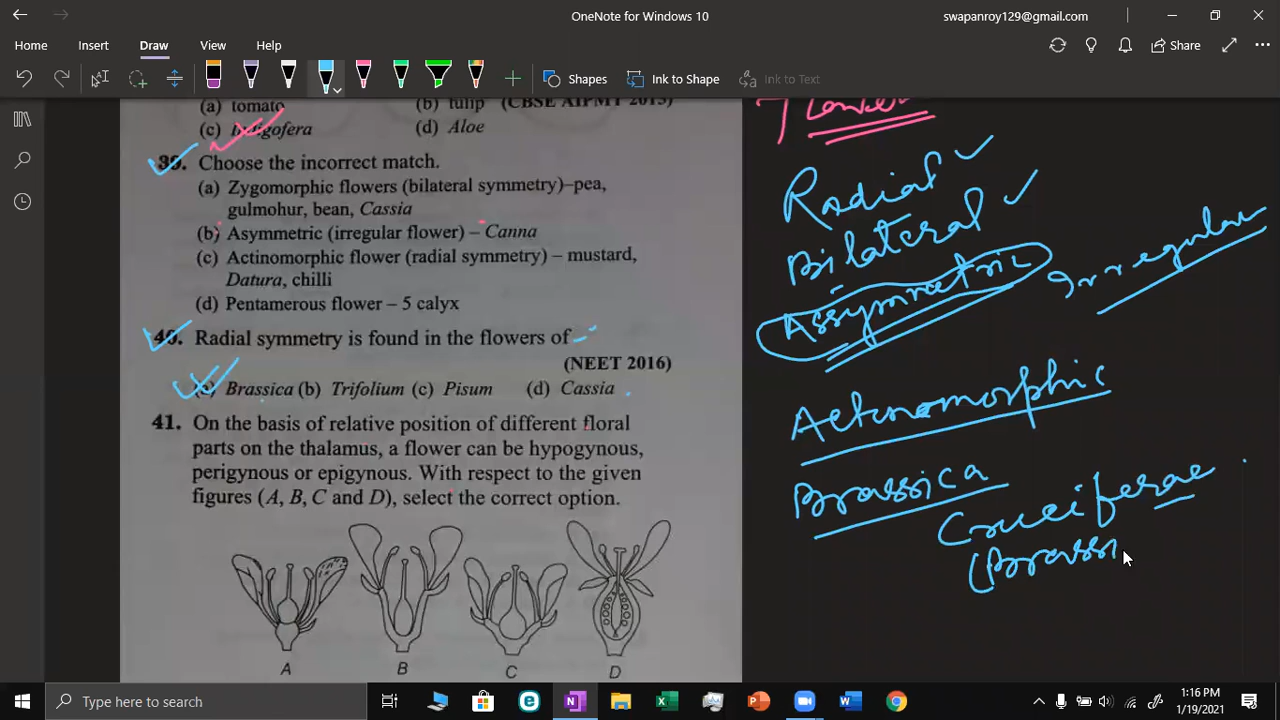 OneNote for Windows 10
swapanroy129@gmail.com
Home Insert Draw View Help
Share
Shapes
Ink to Shape
Ink to Text
(a) tomato (b) tulip (CBSE AIPMT 2013)
(c) Indigofera (d) Aloe
39. Choose the incorrect match.
(a) Zygomorphic flowers (bilateral symmetry)–pea,
gulmohur, bean, Cassia
(b) Asymmetric (irregular flower) – Canna
(c) Actinomorphic flower (radial symmetry) – mustard,
Datura, chilli
(d) Pentamerous flower – 5 calyx
40. Radial symmetry is found in the flowers of
(NEET 2016)
(a) Brassica (b) Trifolium (c) Pisum (d) Cassia
41. On the basis of relative position of different floral
parts on the thalamus, a flower can be hypogynous,
perigynous or epigynous. With respect to the given
figures (A, B, C and D), select the correct option.
A B C D
Flower
Radial
Bilateral
Assymmetric Irregular
Actinomorphic
Brassica
Cruciferae
(Brassi
Type here to search
1:16 PM
1/19/2021